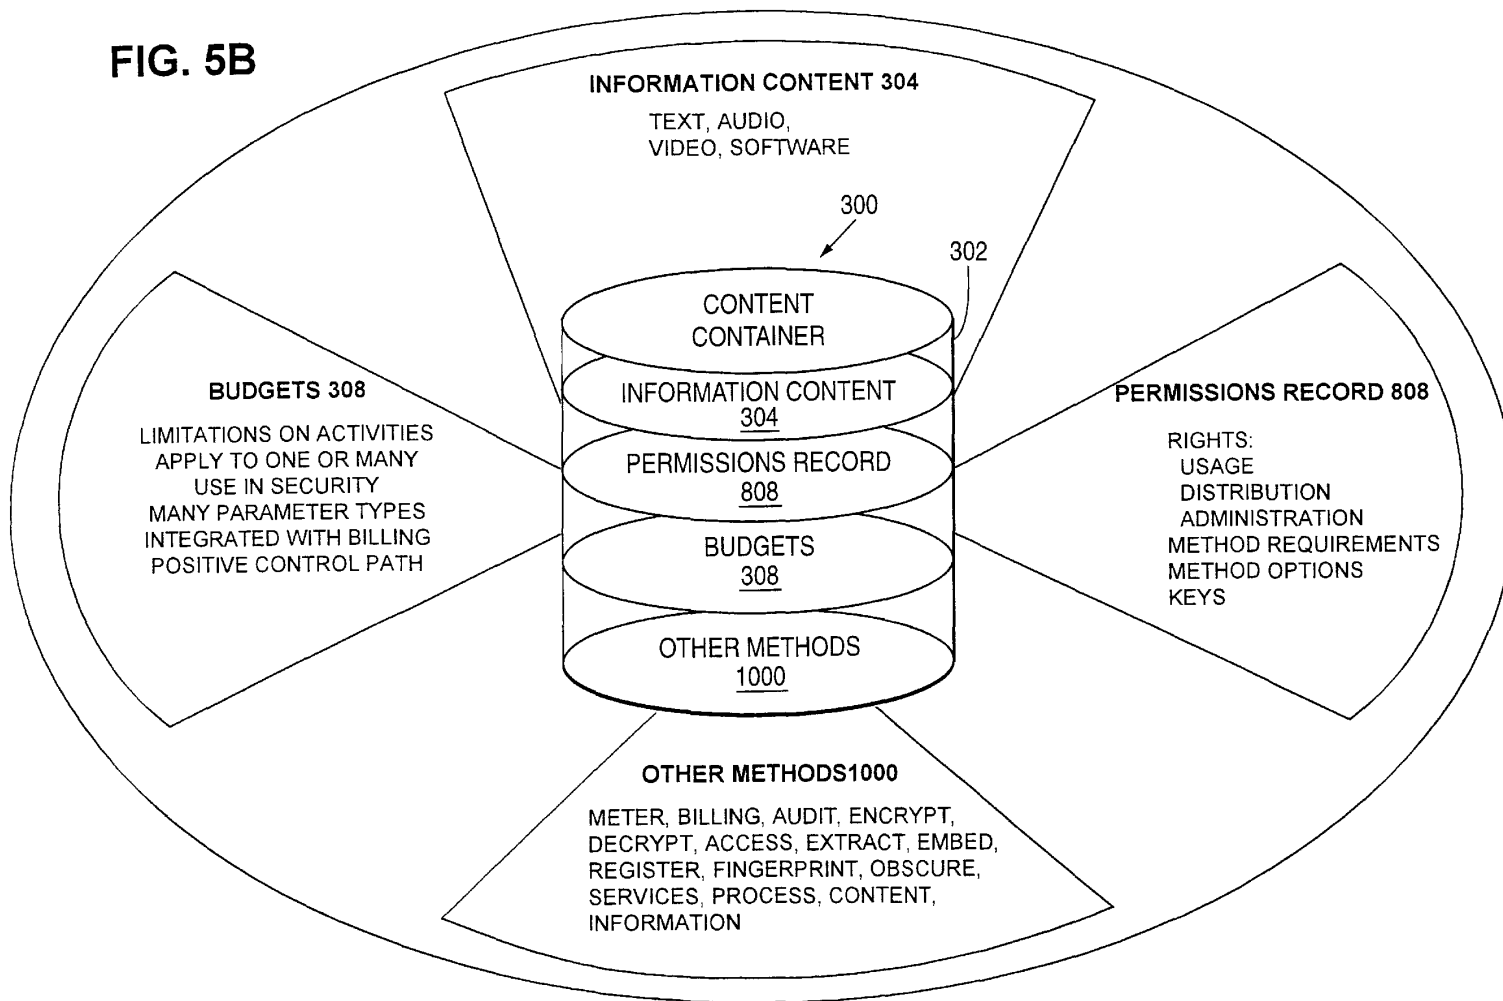 FIG. 5B
INFORMATION CONTENT 304
TEXT, AUDIO,
VIDEO, SOFTWARE
300
302
CONTENT
CONTAINER
INFORMATION CONTENT
304
PERMISSIONS RECORD
808
BUDGETS
308
OTHER METHODS
1000
BUDGETS 308
LIMITATIONS ON ACTIVITIES
APPLY TO ONE OR MANY
USE IN SECURITY
MANY PARAMETER TYPES
INTEGRATED WITH BILLING
POSITIVE CONTROL PATH
PERMISSIONS RECORD 808
RIGHTS:
USAGE
DISTRIBUTION
ADMINISTRATION
METHOD REQUIREMENTS
METHOD OPTIONS
KEYS
OTHER METHODS1000
METER, BILLING, AUDIT, ENCRYPT,
DECRYPT, ACCESS, EXTRACT, EMBED,
REGISTER, FINGERPRINT, OBSCURE,
SERVICES, PROCESS, CONTENT,
INFORMATION